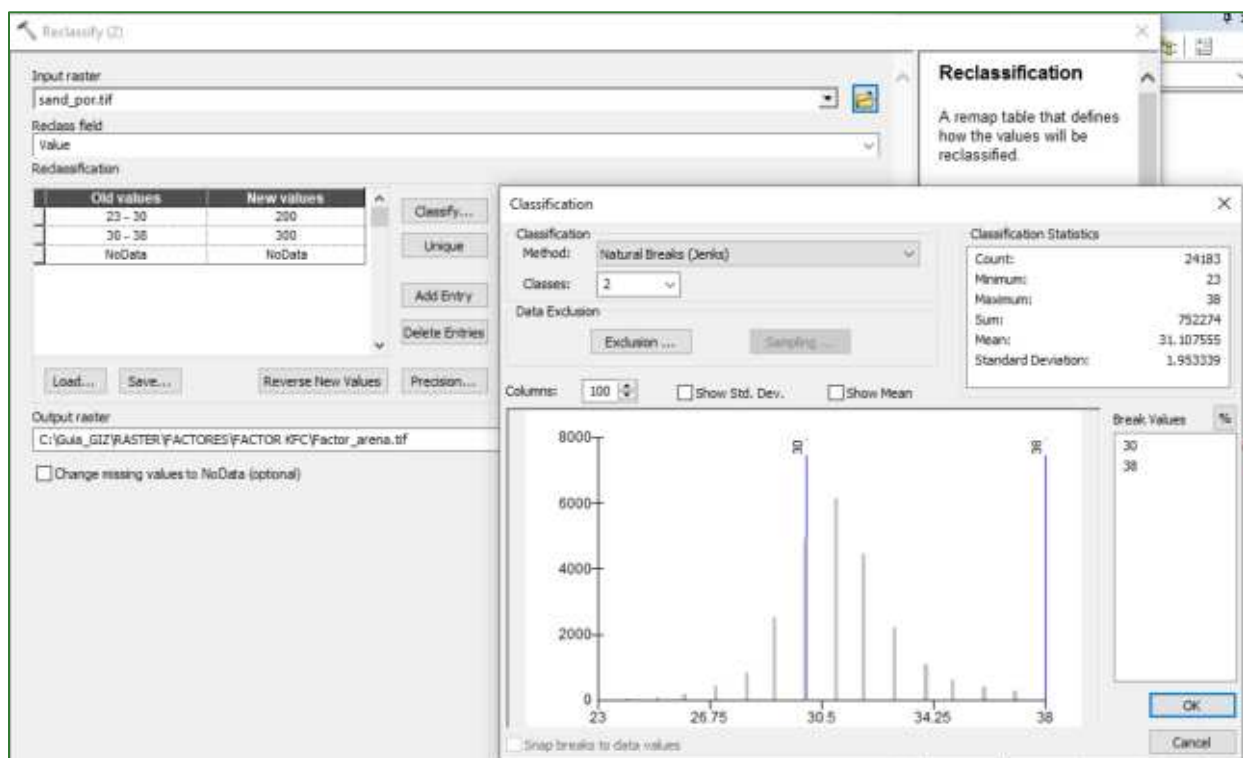 Reclassify (2)
Input raster
sand_por.tif
Reclass field
Value
Reclassification
Old values New values
23 - 30 200
30 - 38 300
NoData NoData
Classify...
Unique
Add Entry
Delete Entries
Load... Save... Reverse New Values Precision...
Output raster
C:\Guia_GIZ\RASTER\FACTORES\FACTOR KFC\Factor_arena.tif
Change missing values to NoData (optional)
Reclassification
A remap table that defines
how the values will be
reclassified.
Classification
Classification
Method: Natural Breaks (Jenks)
Classes: 2
Data Exclusion
Exclusion ... Sampling ...
Classification Statistics
Count: 24183
Minimum: 23
Maximum: 38
Sum: 752274
Mean: 31.107555
Standard Deviation: 1.953339
Columns: 100 Show Std. Dev. Show Mean
8000
6000
4000
2000
0
30
38
23 26.75 30.5 34.25 38
Break Values %
30
38
Snap breaks to data values
OK
Cancel